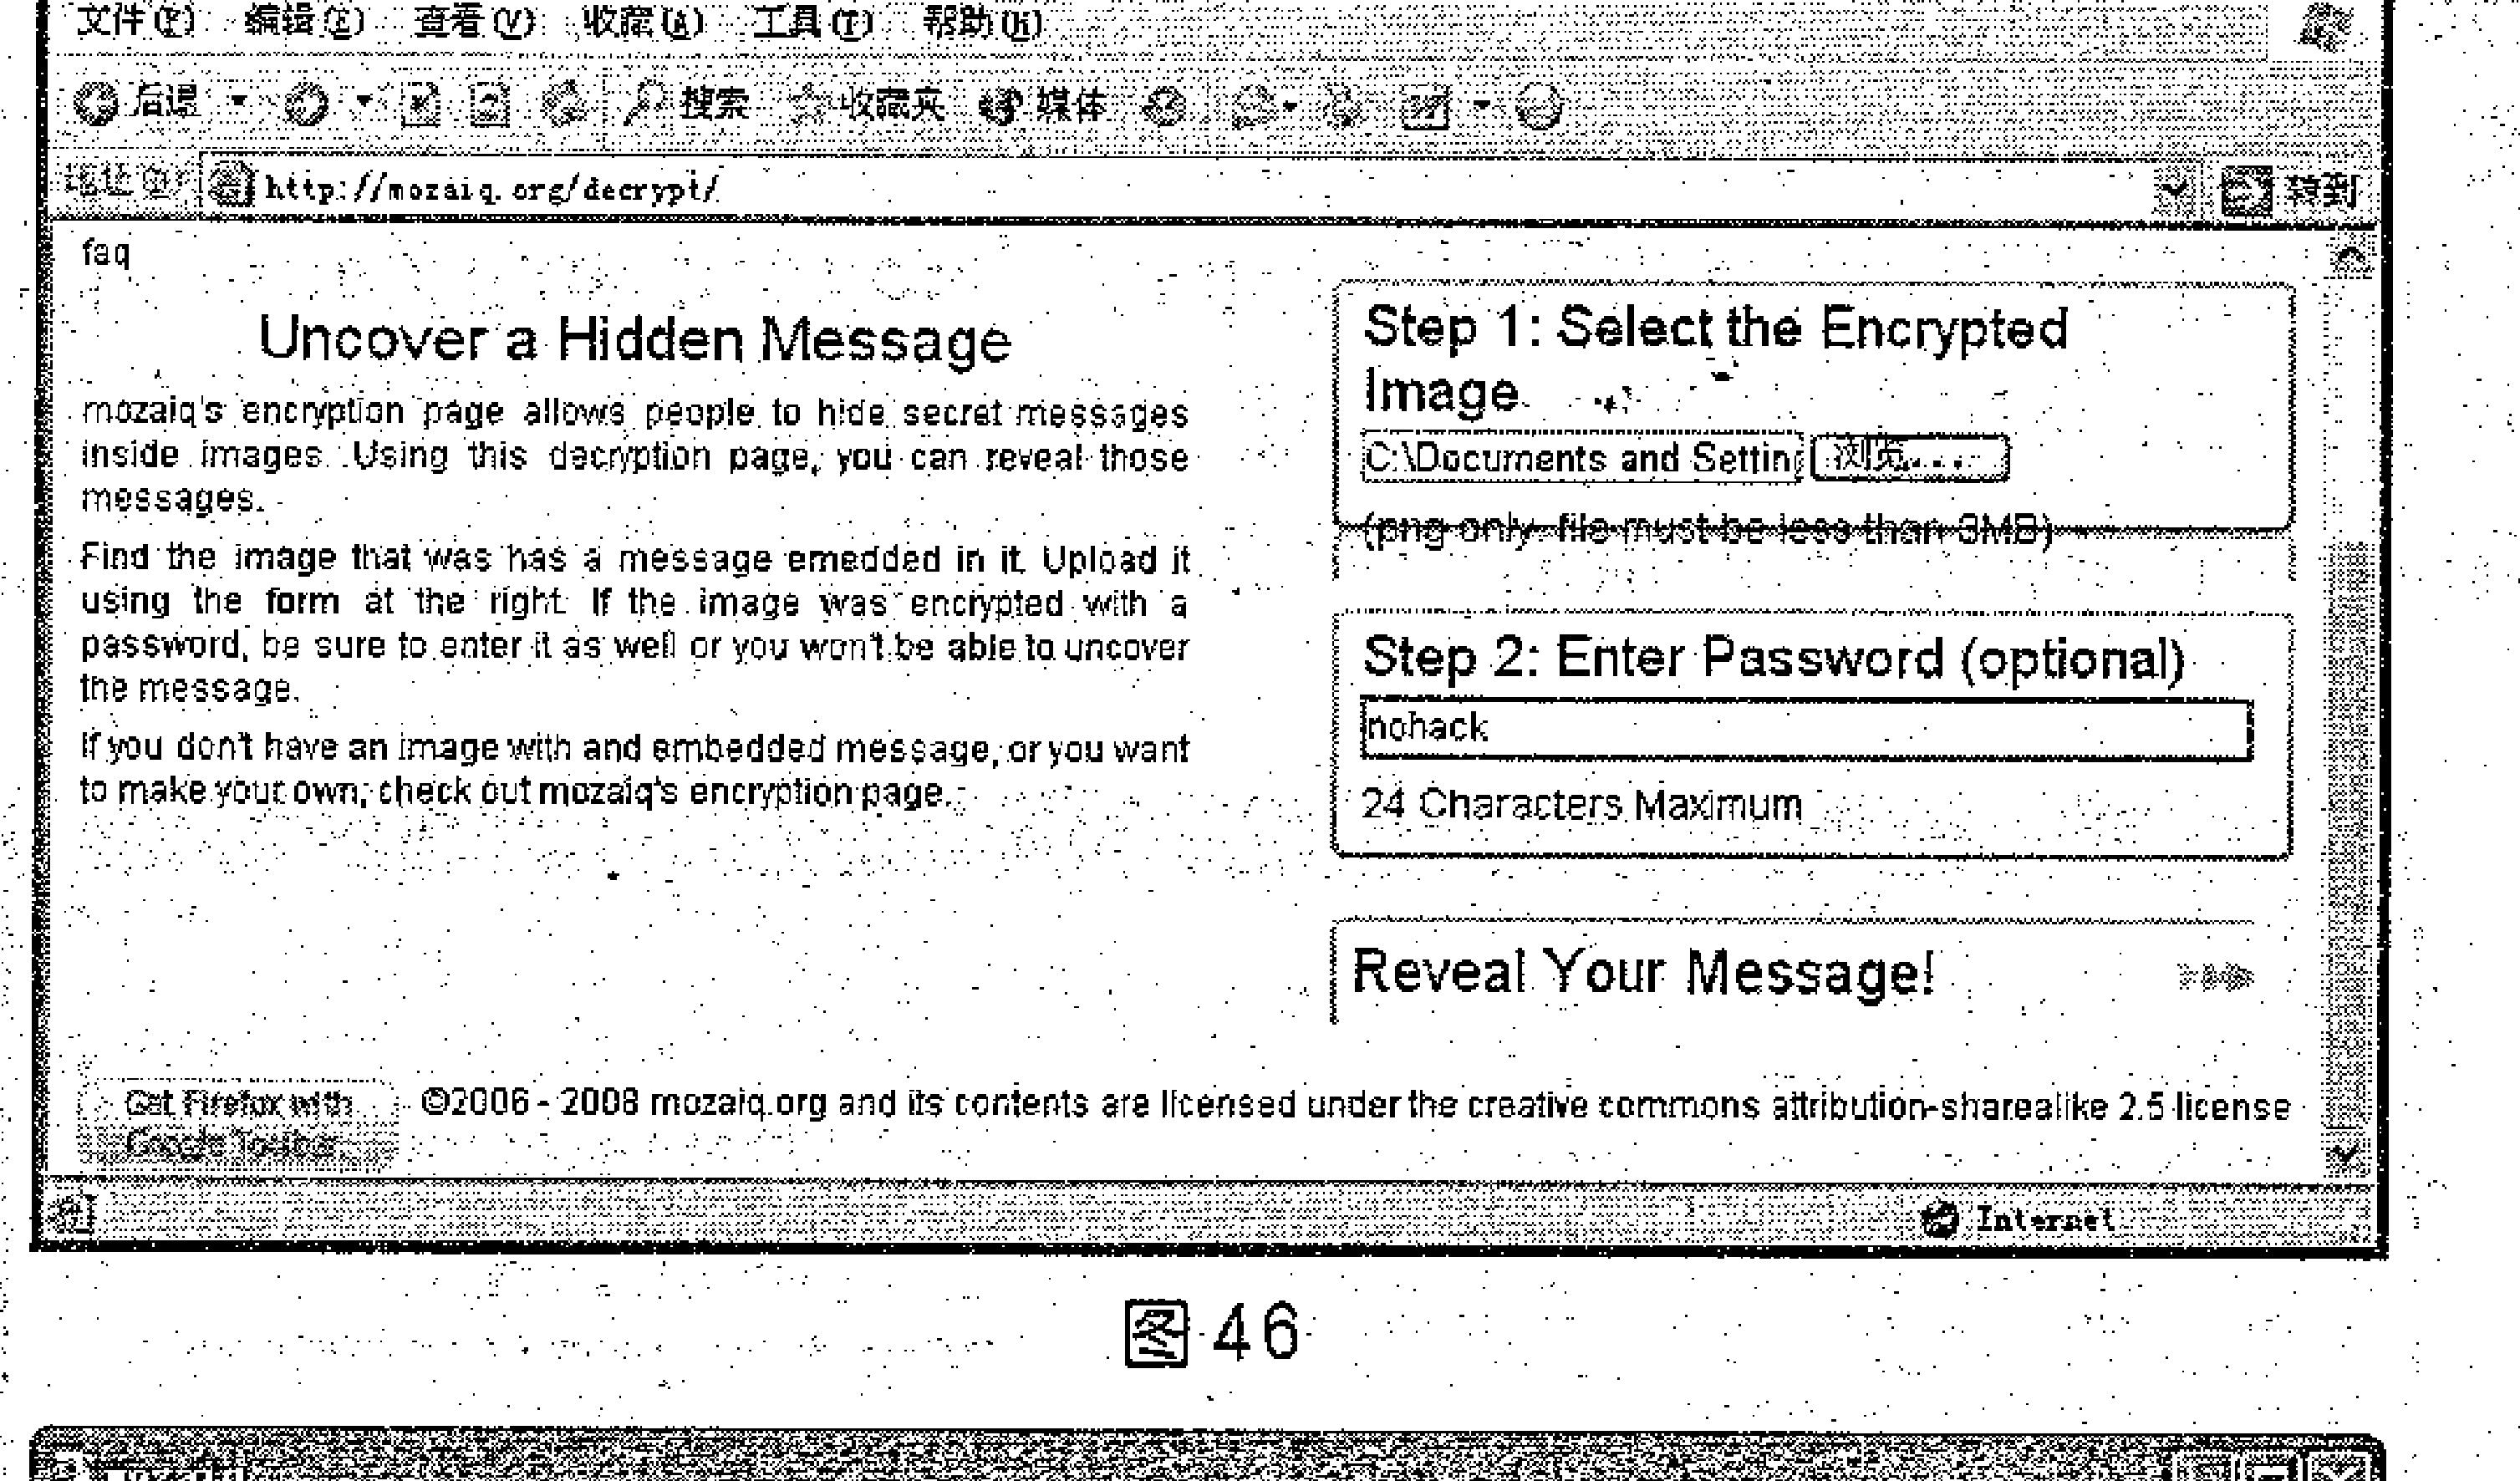 文件(F) 编辑(E) 查看(V) 收藏(A) 工具(T) 帮助(H)
后退 搜索 收藏夹 媒体
地址(D) http://mozaiq.org/decrypt/ 转到
faq
Uncover a Hidden Message
mozaiq's encryption page allows people to hide secret messages
inside images. Using this decryption page, you can reveal those
messages.
Find the image that was has a message emedded in it. Upload it
using the form at the right. If the image was encrypted with a
password, be sure to enter it as well or you won't be able to uncover
the message.
If you don't have an image with and embedded message, or you want
to make your own, check out mozaiq's encryption page.
Step 1: Select the Encrypted
Image
C:\Documents and Setting 浏览...
(png only, file must be less than 3MB)
Step 2: Enter Password (optional)
nohack
24 Characters Maximum
Reveal Your Message!
Get Firefox with
Google Toolbar
©2006 - 2008 mozaiq.org and its contents are licensed under the creative commons attribution-sharealike 2.5 license
Internet
图 46